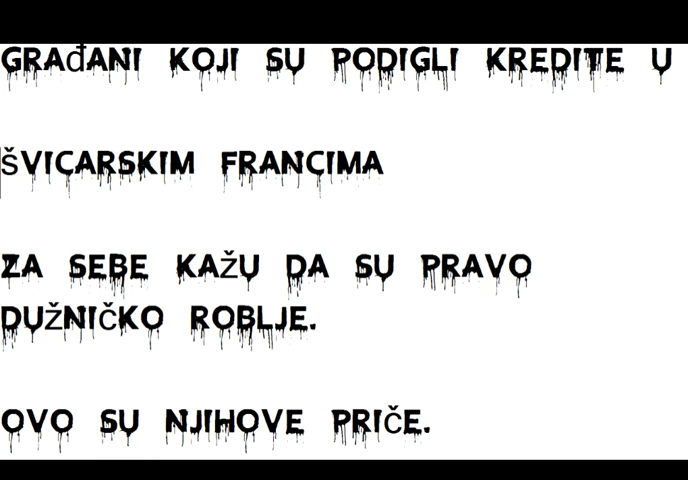 GRAđANI KOJI SU PODIGLI KREDITE U
ŠVICARSKIM FRANCIMA
ZA SEBE KAŽU DA SU PRAVO
DUŽNIČKO ROBLJE.
OVO SU NJIHOVE PRIČE.